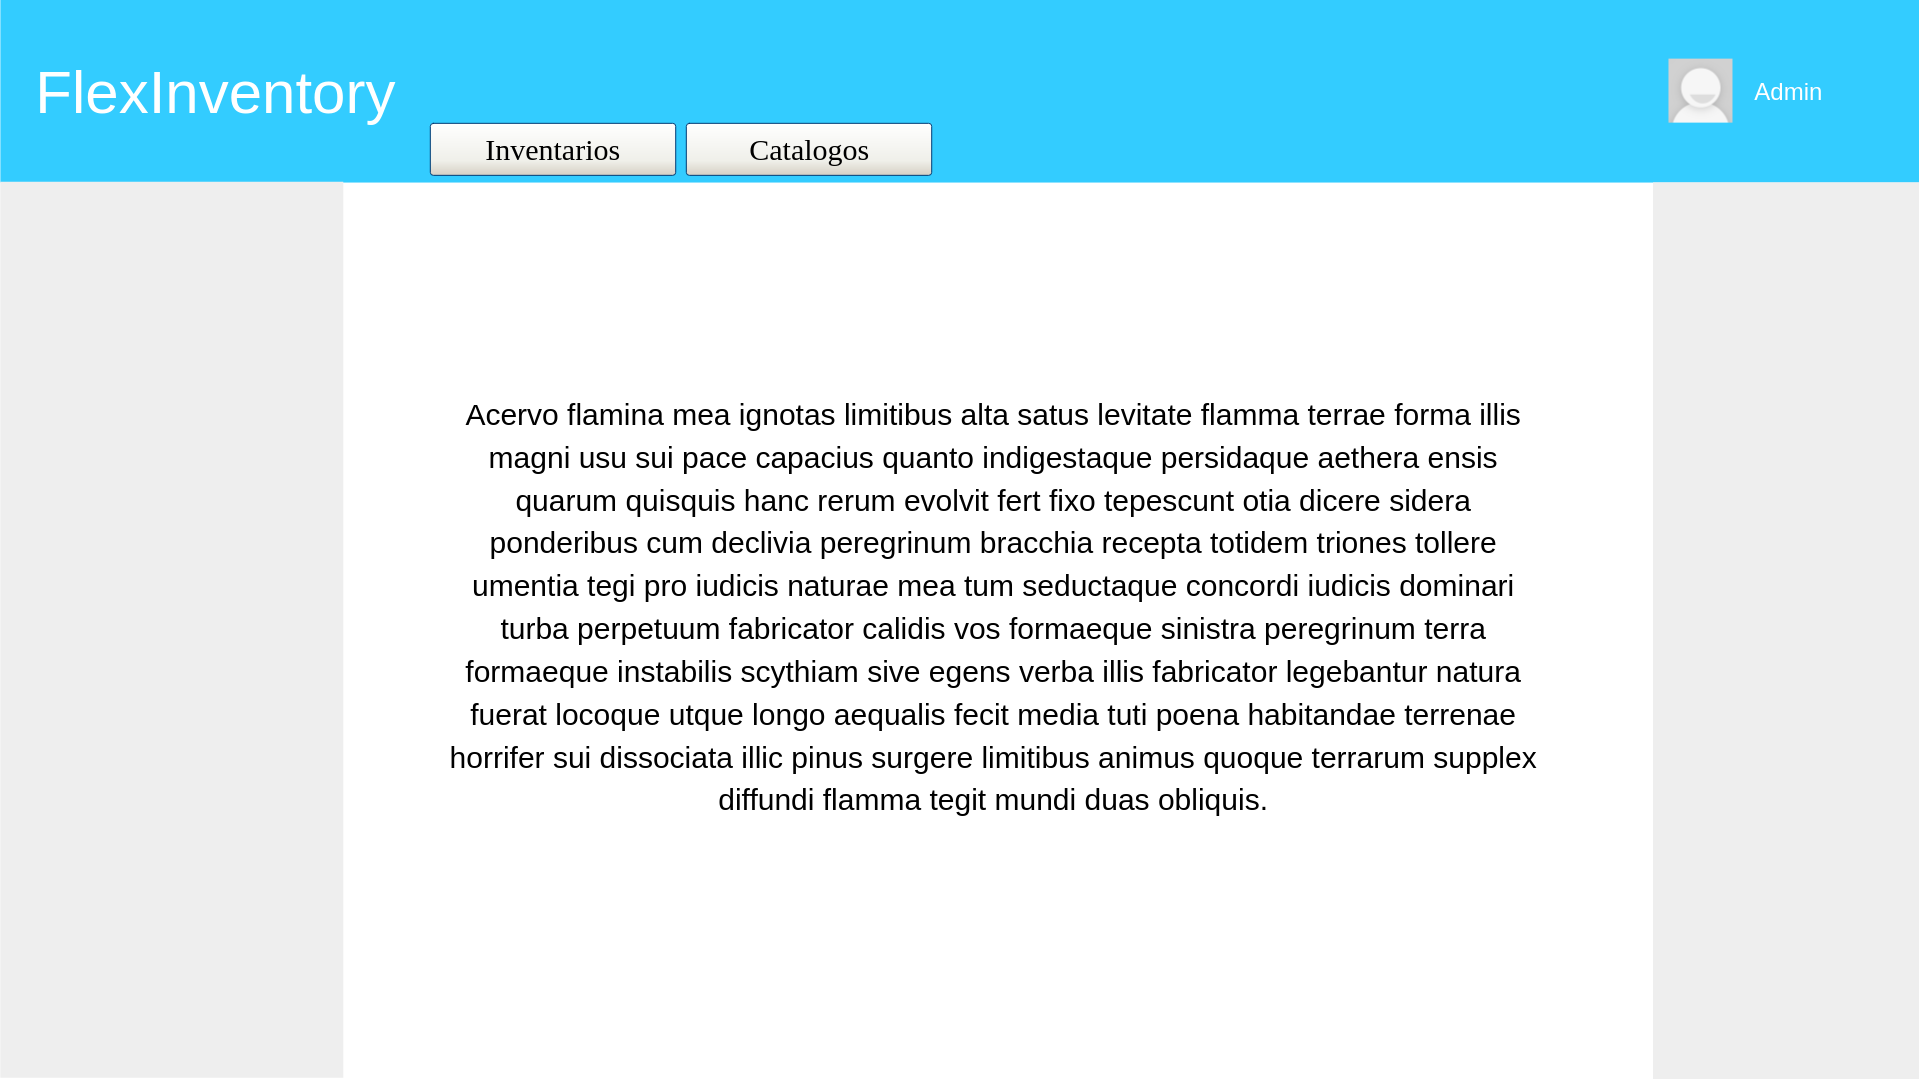 FlexInventory
Admin
Inventarios
Catalogos
Acervo flamina mea ignotas limitibus alta satus levitate flamma terrae forma illis
magni usu sui pace capacius quanto indigestaque persidaque aethera ensis
quarum quisquis hanc rerum evolvit fert fixo tepescunt otia dicere sidera
ponderibus cum declivia peregrinum bracchia recepta totidem triones tollere
umentia tegi pro iudicis naturae mea tum seductaque concordi iudicis dominari
turba perpetuum fabricator calidis vos formaeque sinistra peregrinum terra
formaeque instabilis scythiam sive egens verba illis fabricator legebantur natura
fuerat locoque utque longo aequalis fecit media tuti poena habitandae terrenae
horrifer sui dissociata illic pinus surgere limitibus animus quoque terrarum supplex
diffundi flamma tegit mundi duas obliquis.